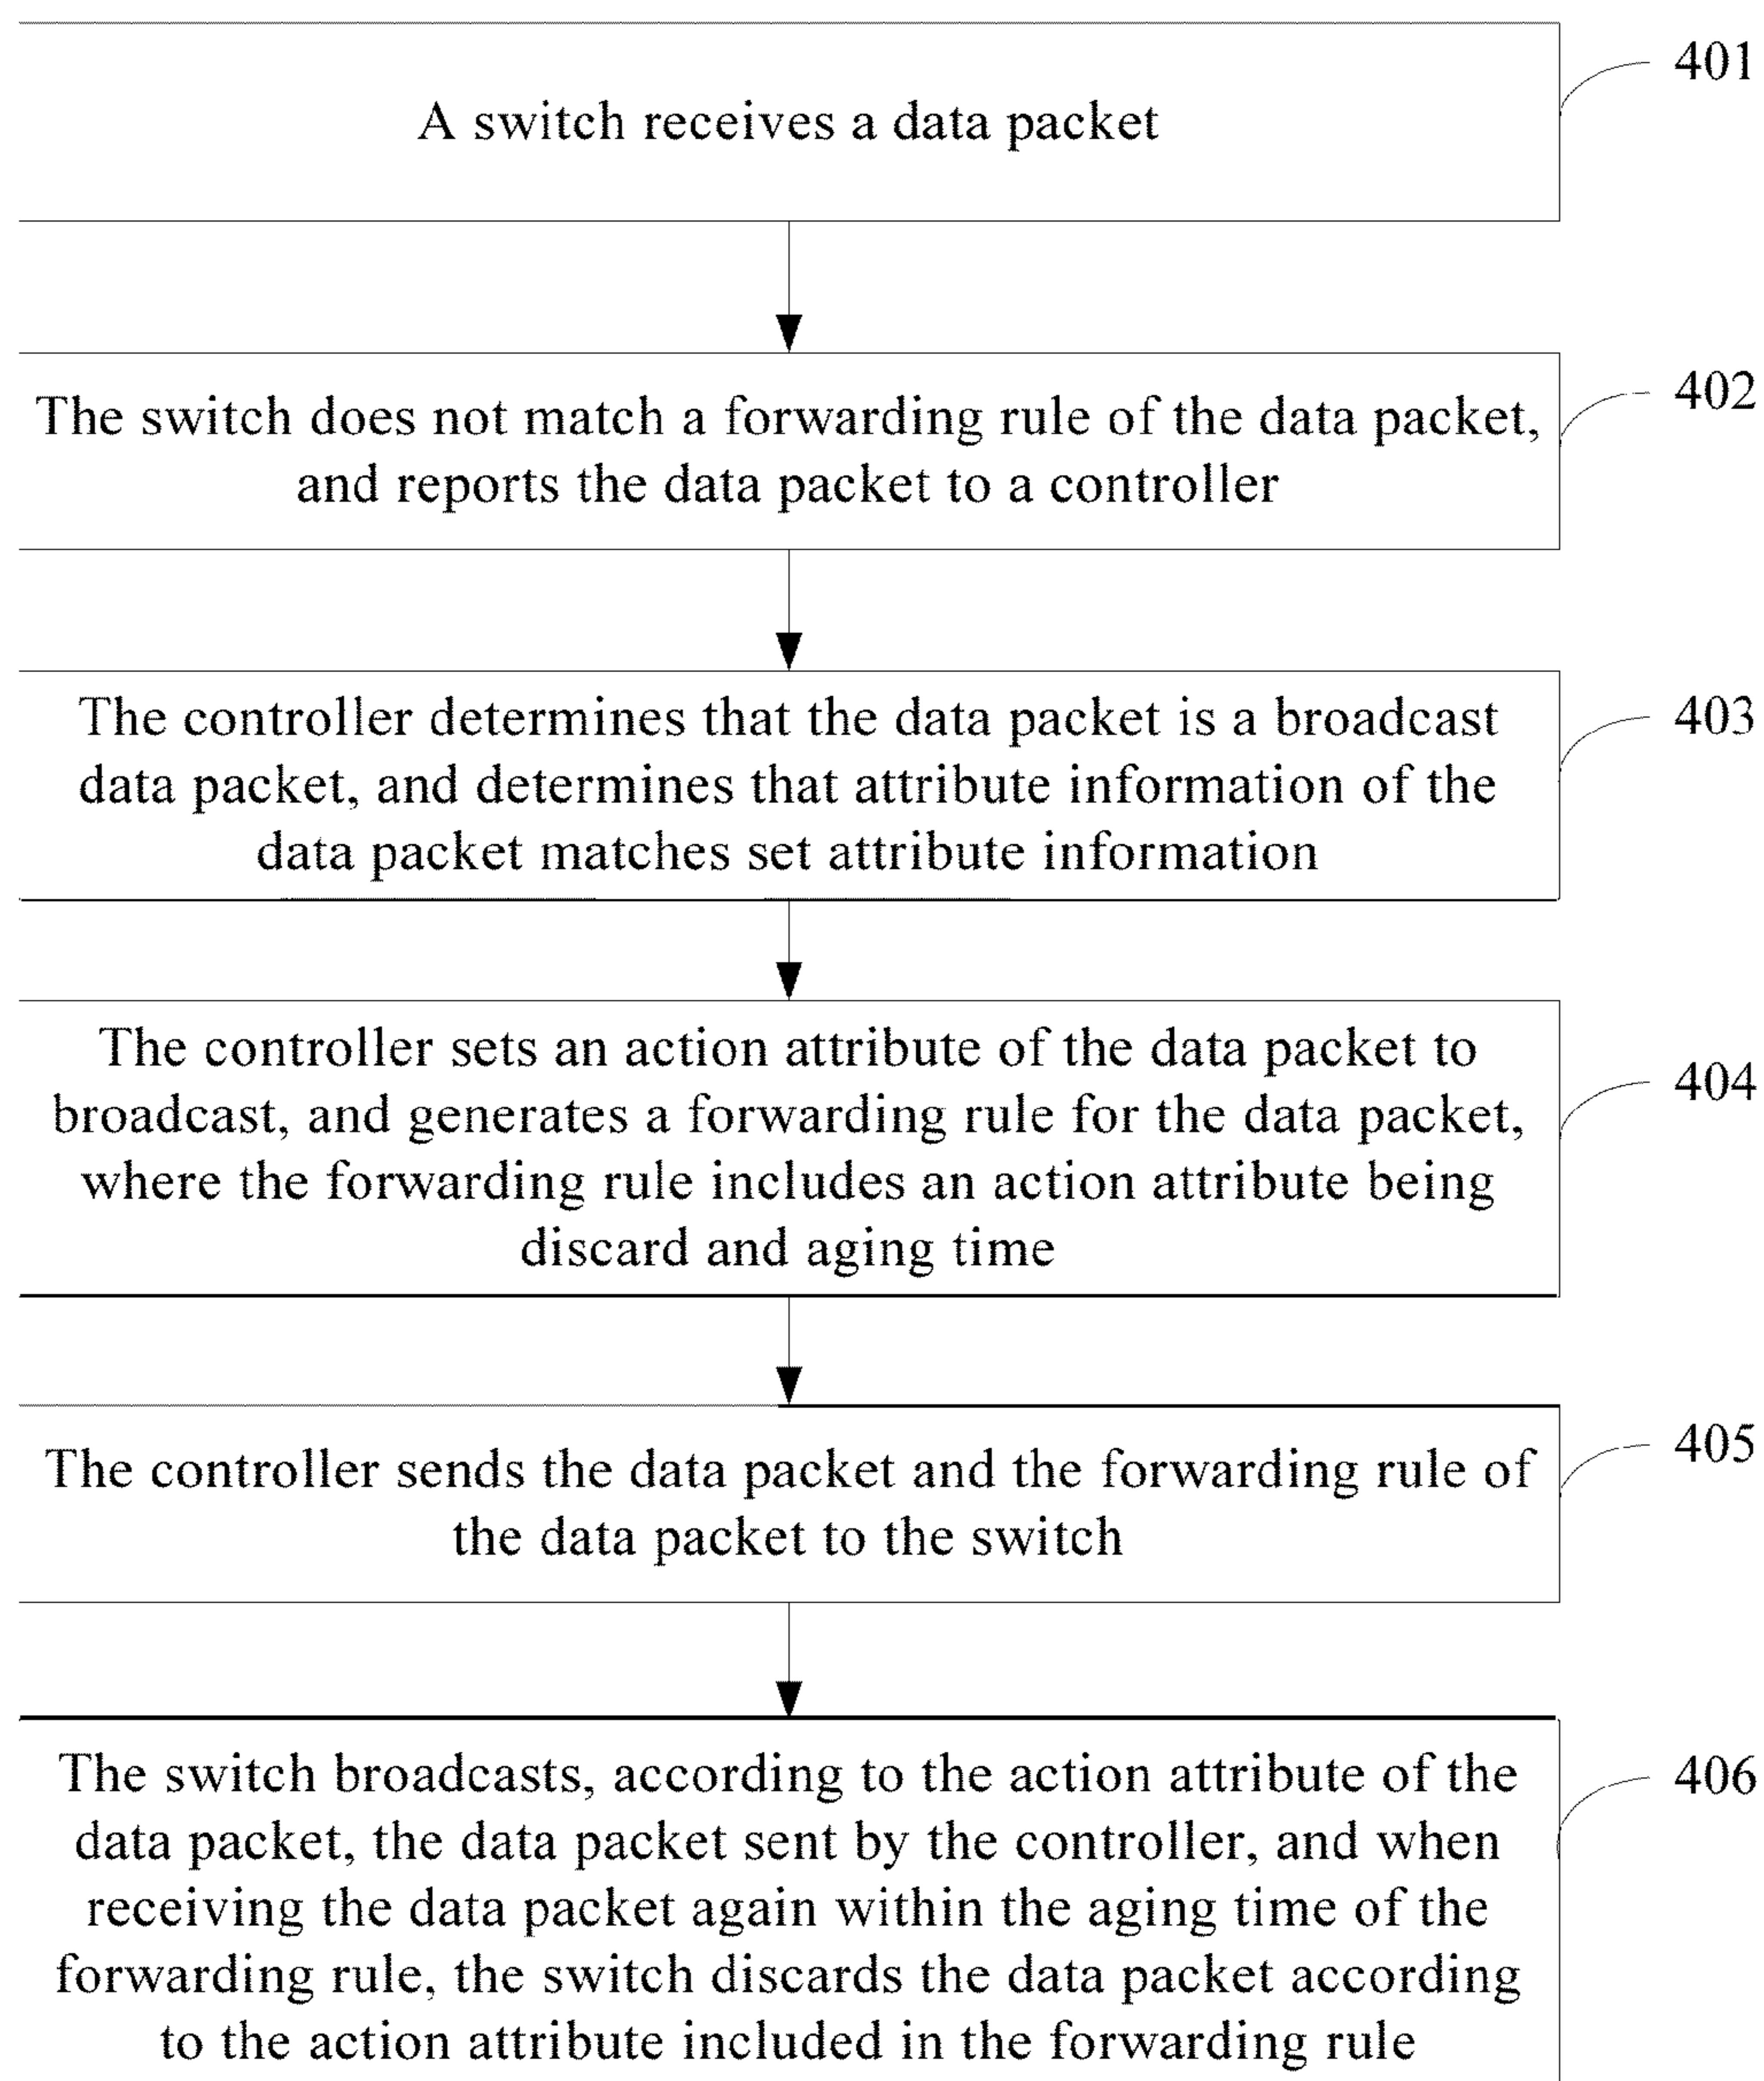 401
A switch receives a data packet
402
The switch does not match a forwarding rule of the data packet,
and reports the data packet to a controller
403
The controller determines that the data packet is a broadcast
data packet, and determines that attribute information of the
data packet matches set attribute information
404
The controller sets an action attribute of the data packet to
broadcast, and generates a forwarding rule for the data packet,
where the forwarding rule includes an action attribute being
discard and aging time
405
The controller sends the data packet and the forwarding rule of
the data packet to the switch
406
The switch broadcasts, according to the action attribute of the
data packet, the data packet sent by the controller, and when
receiving the data packet again within the aging time of the
forwarding rule, the switch discards the data packet according
to the action attribute included in the forwarding rule